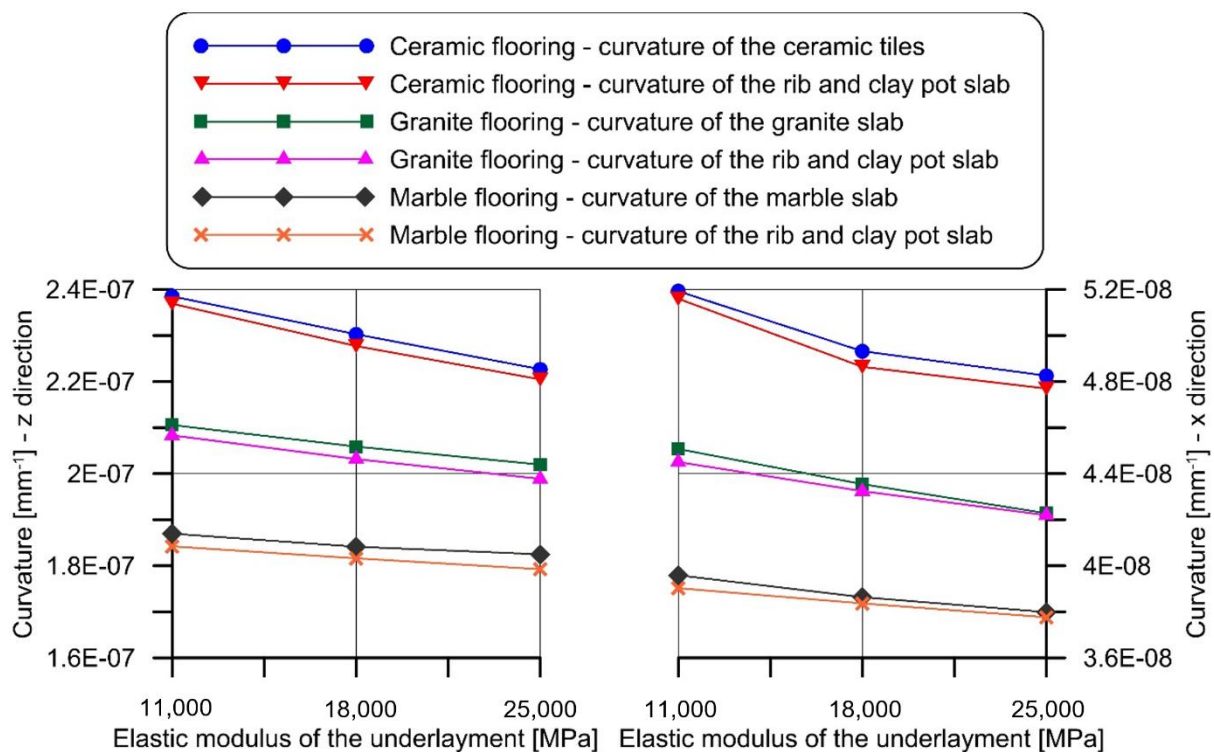 Ceramic flooring - curvature of the ceramic tiles
Ceramic flooring - curvature of the rib and clay pot slab
Granite flooring - curvature of the granite slab
Granite flooring - curvature of the rib and clay pot slab
Marble flooring - curvature of the marble slab
Marble flooring - curvature of the rib and clay pot slab
Curvature [mm⁻¹] - z direction
2.4E-07
2.2E-07
2E-07
1.8E-07
1.6E-07
11,000 18,000 25,000
Elastic modulus of the underlayment [MPa]
5.2E-08
4.8E-08
4.4E-08
4E-08
3.6E-08
Curvature [mm⁻¹] - x direction
11,000 18,000 25,000
Elastic modulus of the underlayment [MPa]